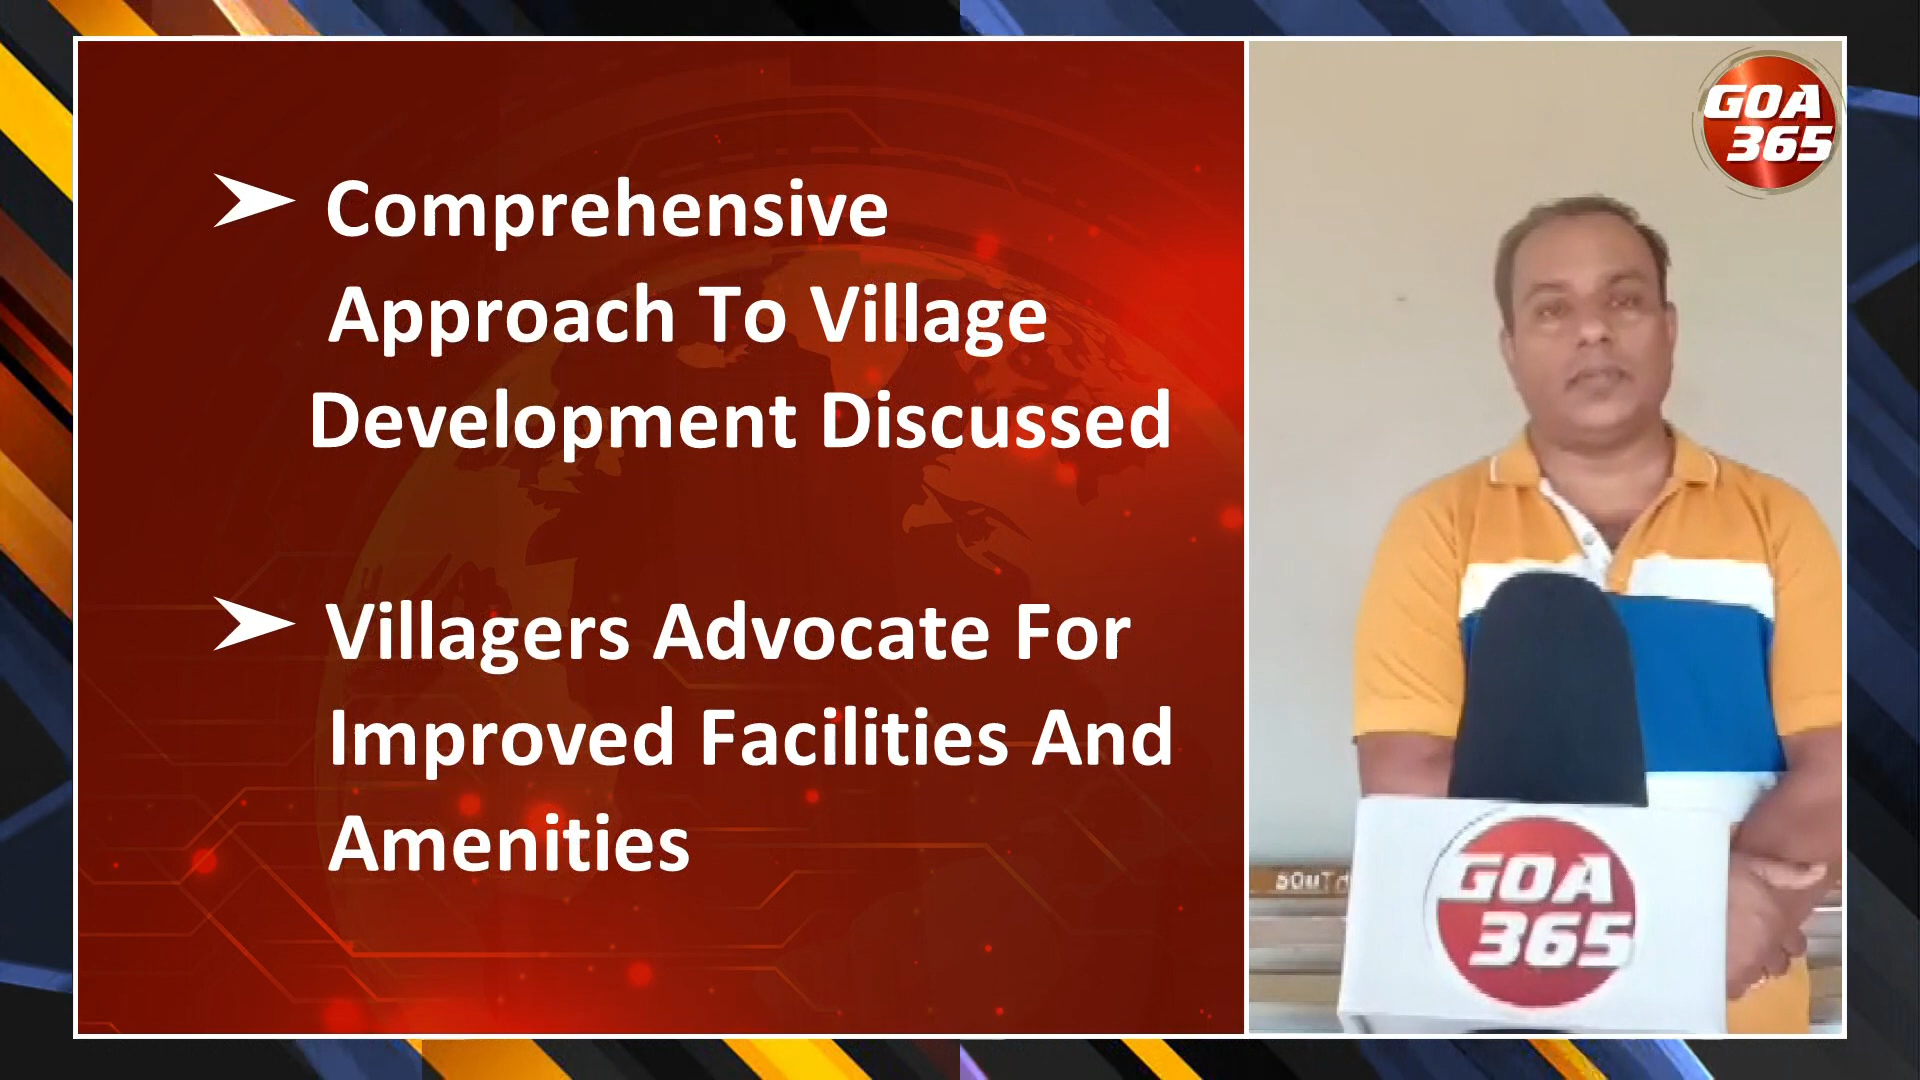 Comprehensive
Approach To Village
Development Discussed
Villagers Advocate For
Improved Facilities And
Amenities
GOA
365
GOA
365